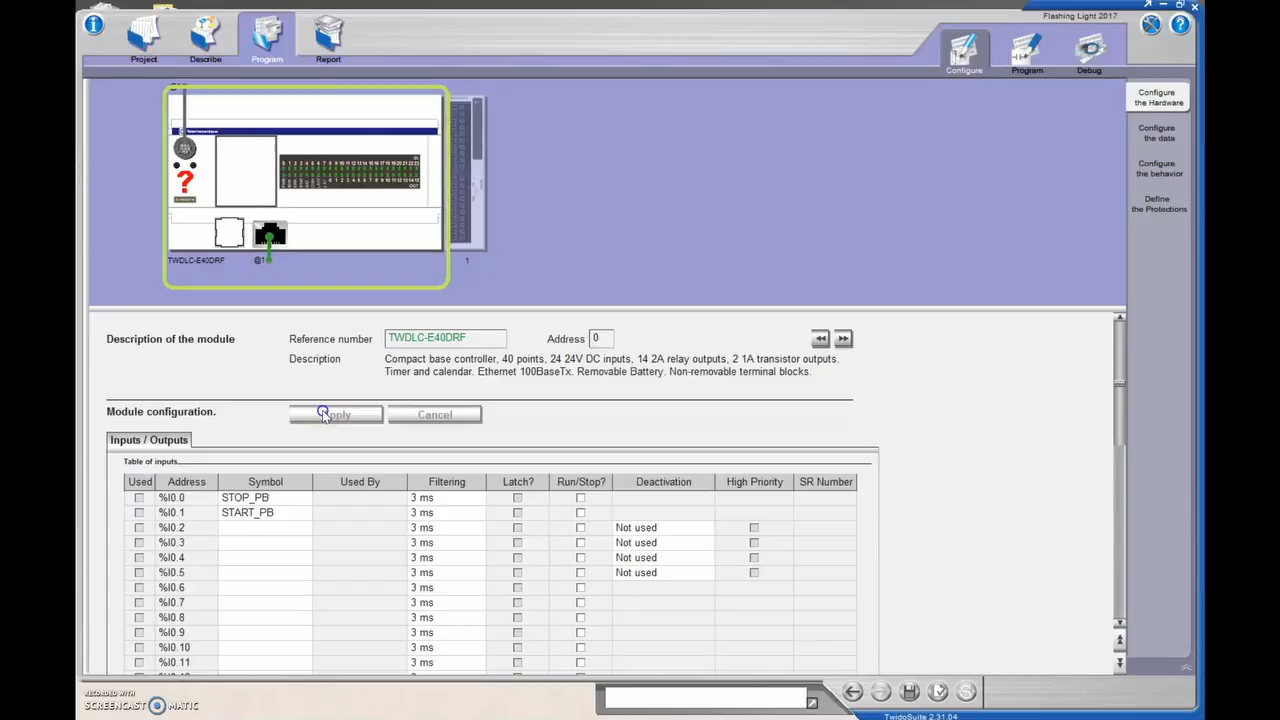 Flashing Light 2017
Project
Describe
Program
Report
Configure
Program
Debug
Configure
the Hardware
Configure
the data
Configure
the behavior
Define
the Protections
Telemecanique
?
IN
OUT
TWDLC-E40DRF
@1
1
Description of the module
Reference number
TWDLC-E40DRF
Address
0
Description
Compact base controller, 40 points, 24 24V DC inputs, 14 2A relay outputs, 2 1A transistor outputs.
Timer and calendar. Ethernet 100BaseTx. Removable Battery. Non-removable terminal blocks.
Module configuration.
Cancel
Inputs / Outputs
Table of inputs
Used Address Symbol Used By Filtering Latch? Run/Stop? Deactivation High Priority SR Number
%I0.0 STOP_PB 3 ms
%I0.1 START_PB 3 ms
%I0.2 3 ms Not used
%I0.3 3 ms Not used
%I0.4 3 ms Not used
%I0.5 3 ms Not used
%I0.6 3 ms
%I0.7 3 ms
%I0.8 3 ms
%I0.9 3 ms
%I0.10 3 ms
%I0.11 3 ms
RECORDED WITH
SCREENCAST MATIC
TwidoSuite 2.31.04